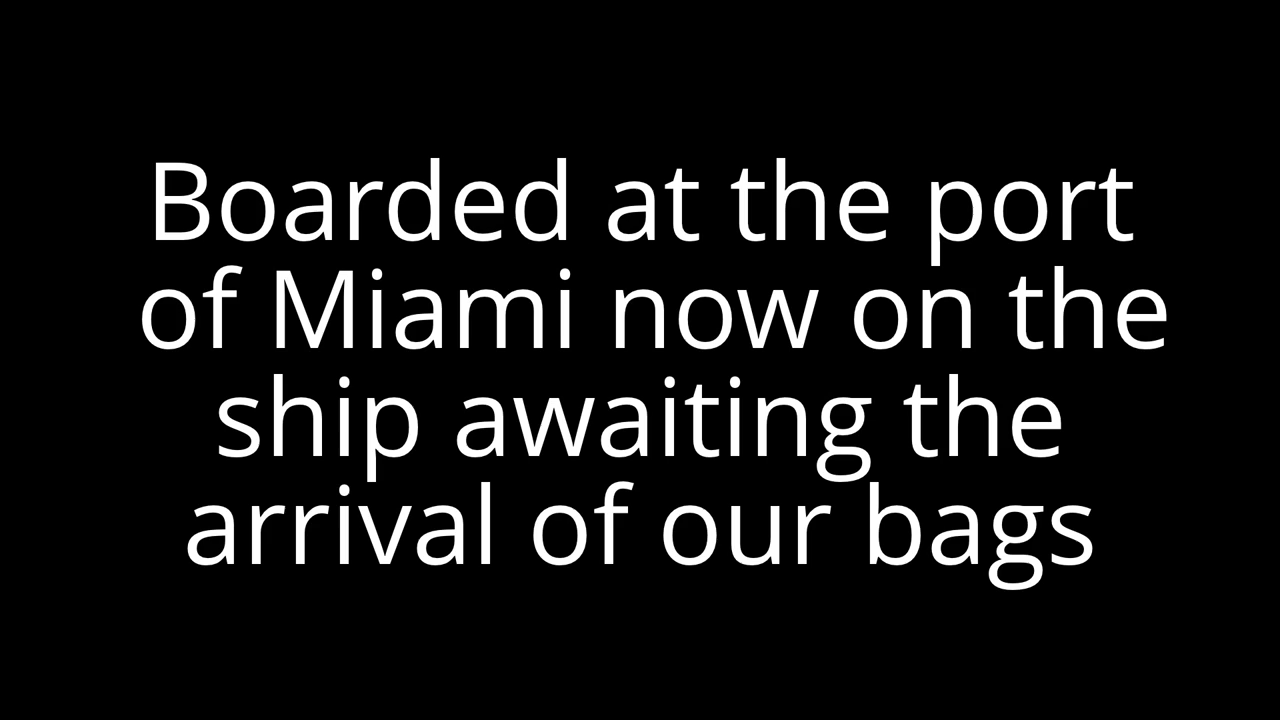 Boarded at the port
of Miami now on the
ship awaiting the
arrival of our bags